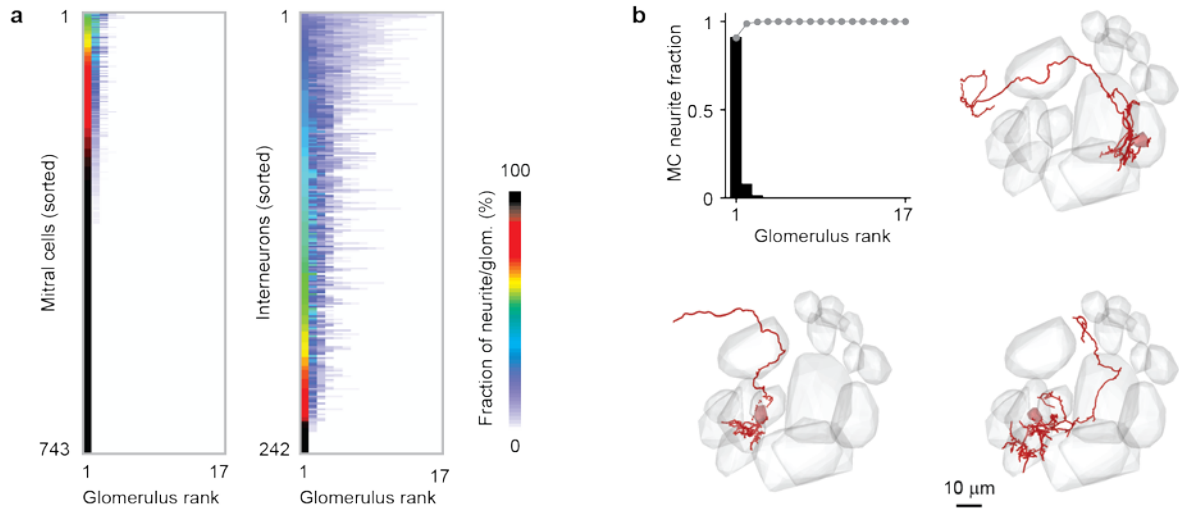 a
1
Mitral cells (sorted)
743
1
17
Glomerulus rank
1
Interneurons (sorted)
242
1
17
Glomerulus rank
100
Fraction of neurite/glom. (%)
0
b
1
0.5
0
MC neurite fraction
1
17
Glomerulus rank
10 μm